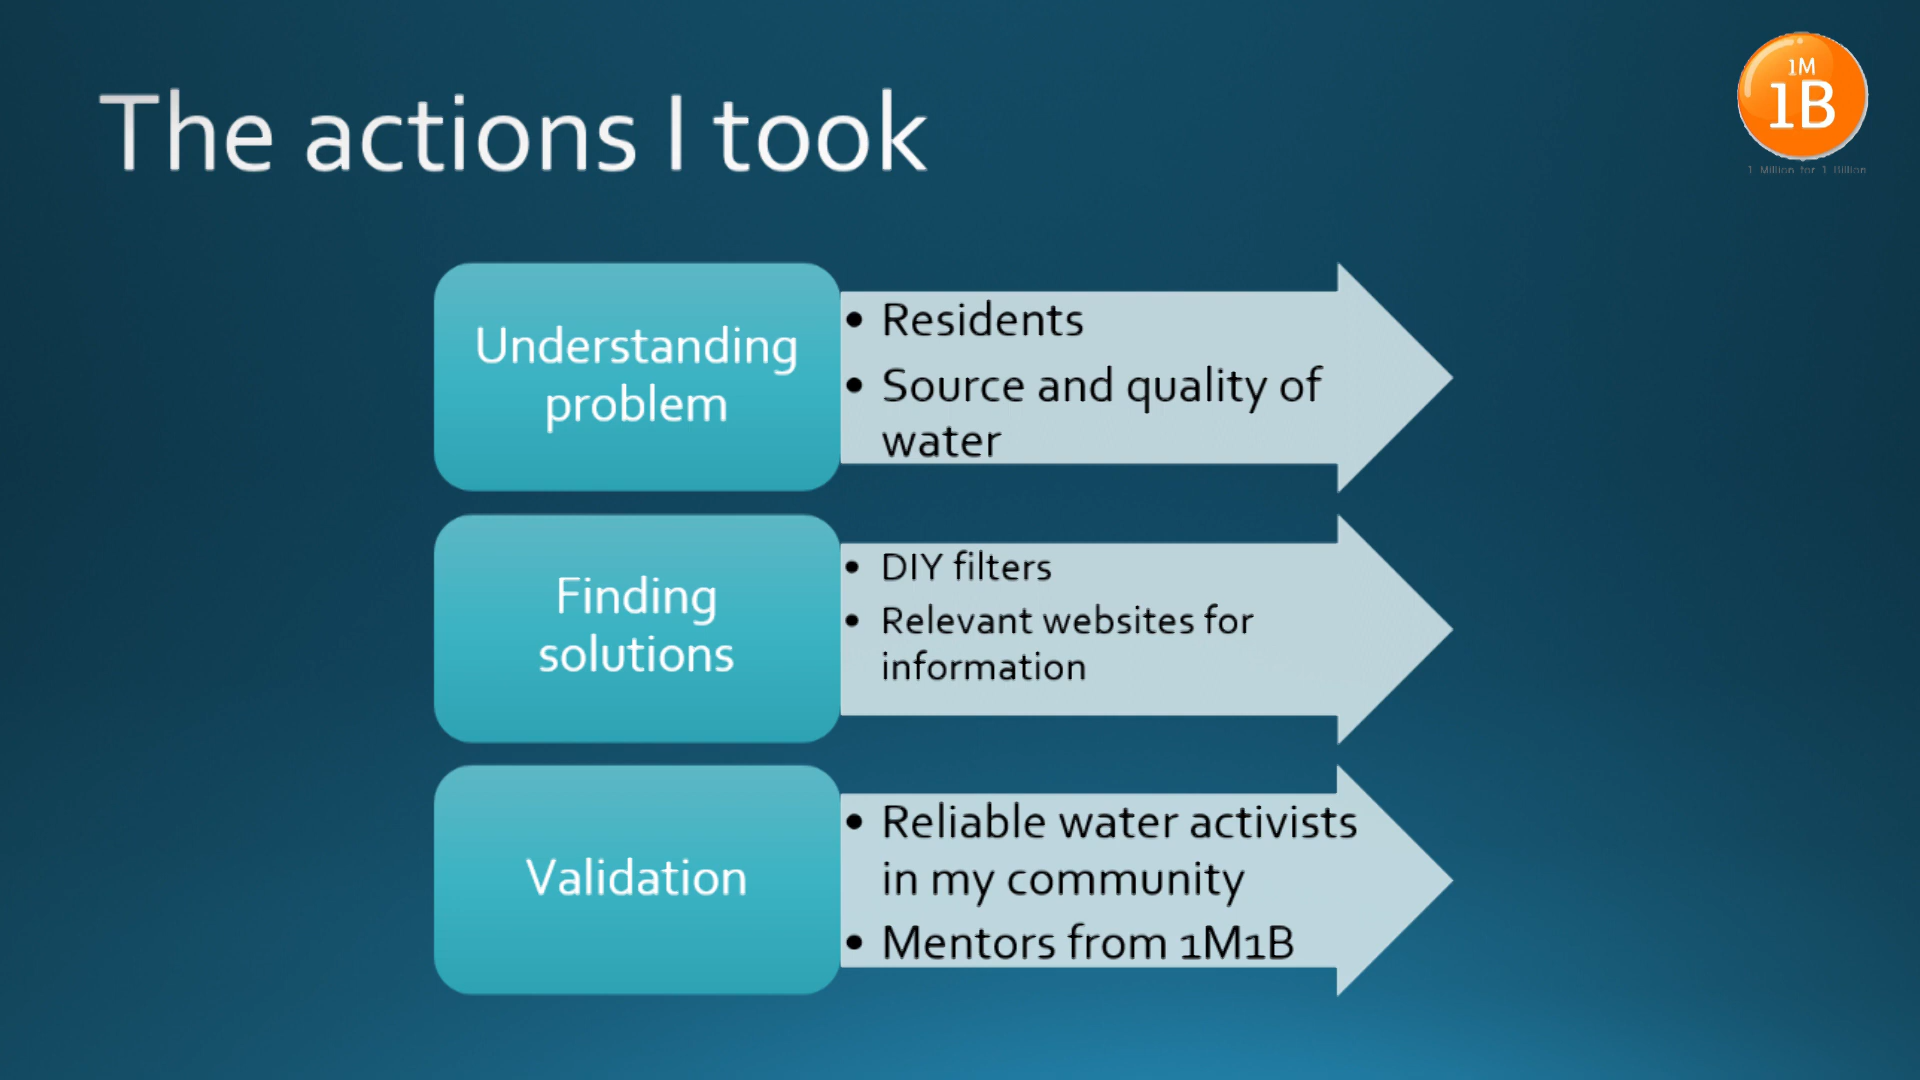 The actions I took
1M
1B
1 Million for 1 Billion
Understanding
problem
• Residents
• Source and quality of
water
Finding
solutions
• DIY filters
• Relevant websites for
information
Validation
• Reliable water activists
in my community
• Mentors from 1M1B